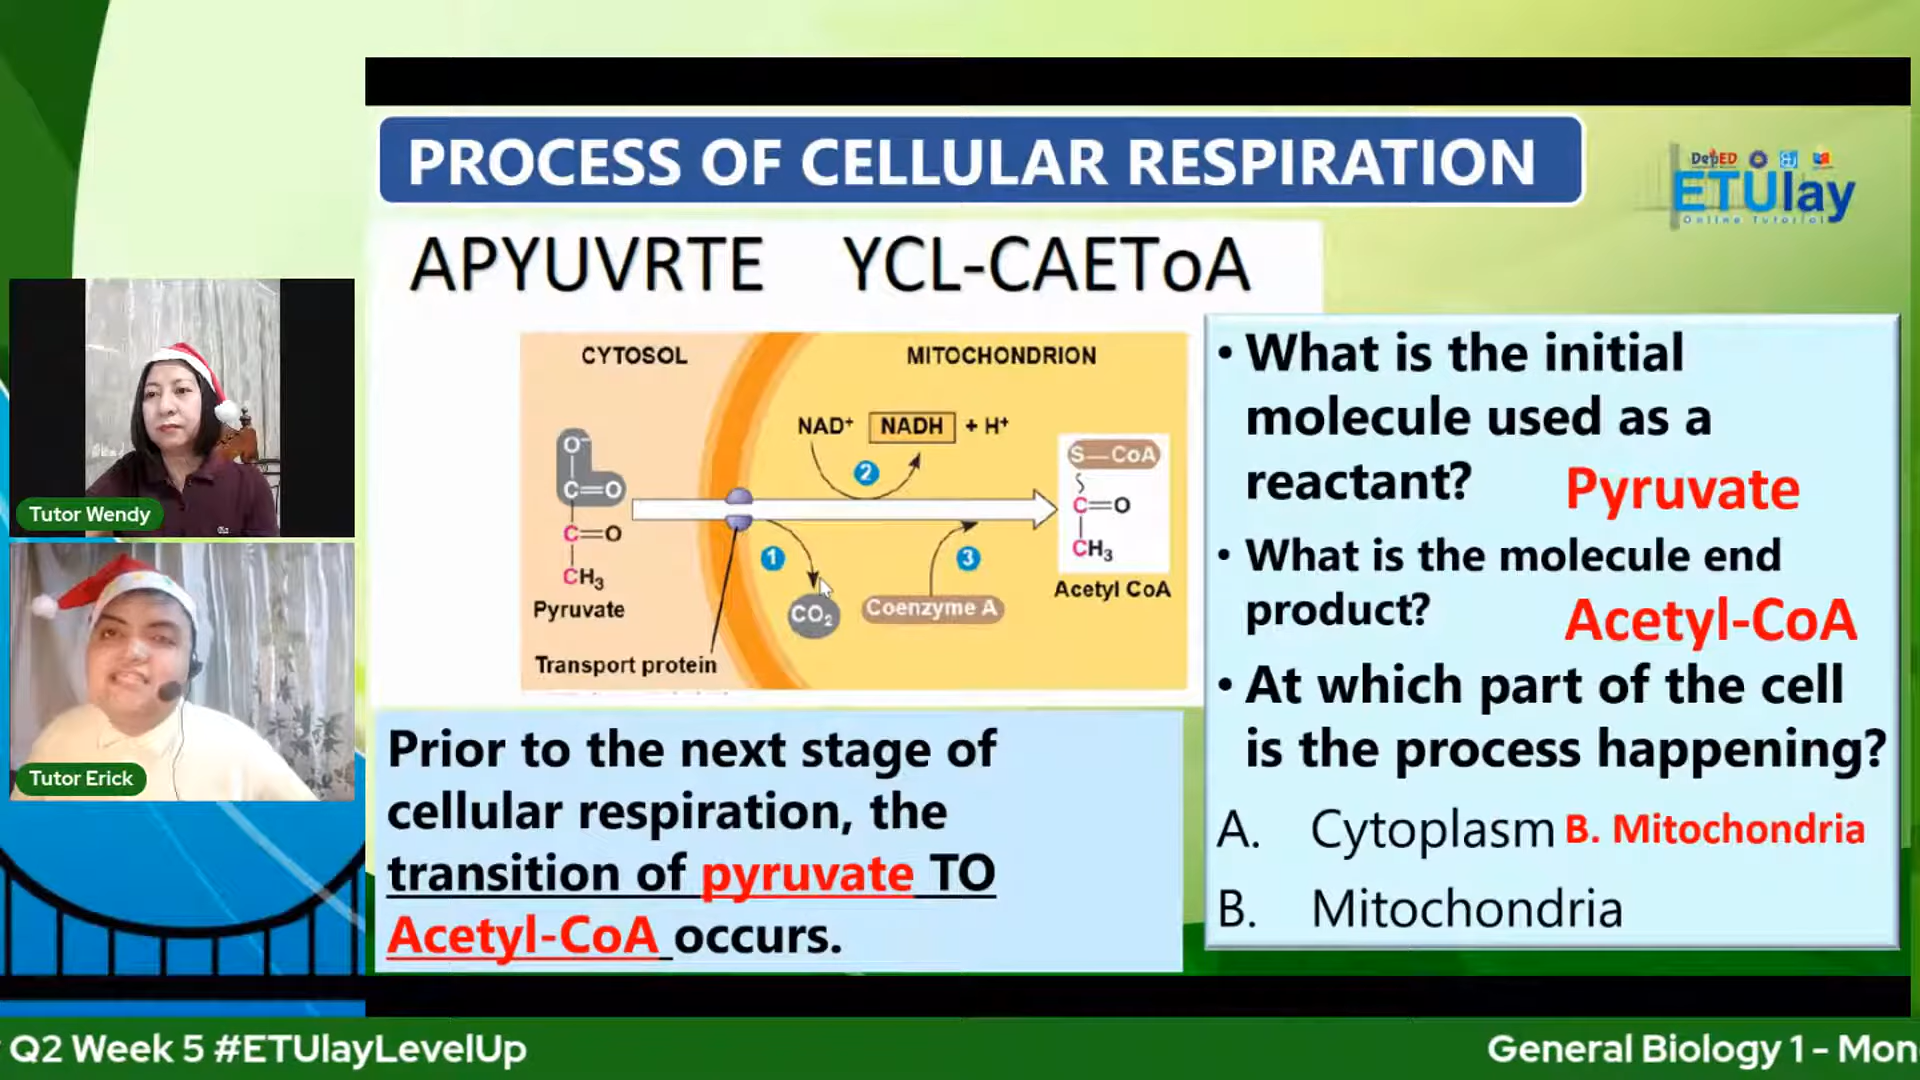 PROCESS OF CELLULAR RESPIRATION
DepED
ETUlay
Online Tutorial
APYUVRTE YCL-CAEToA
CYTOSOL
MITOCHONDRION
NAD⁺ NADH + H⁺
O⁻
C=O
C=O
CH₃
Pyruvate
Transport protein
1
2
3
CO₂
Coenzyme A
S—CoA
C=O
CH₃
Acetyl CoA
• What is the initial
molecule used as a
reactant? Pyruvate
• What is the molecule end
product? Acetyl-CoA
• At which part of the cell
is the process happening?
A. Cytoplasm B. Mitochondria
B. Mitochondria
Prior to the next stage of
cellular respiration, the
transition of pyruvate TO
Acetyl-CoA occurs.
Tutor Wendy
Tutor Erick
Q2 Week 5 #ETUlayLevelUp
General Biology 1 - Mon